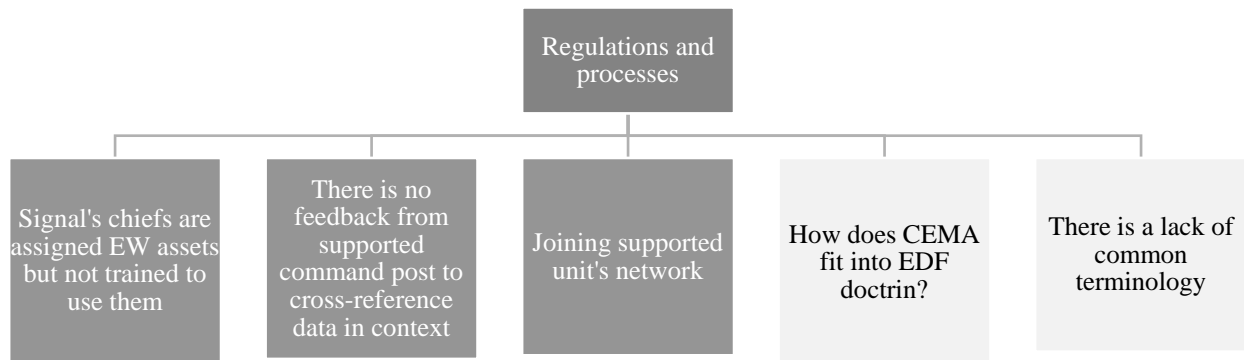 Regulations and
processes
Signal's chiefs are
assigned EW assets
but not trained to
use them
There is no
feedback from
supported
command post to
cross-reference
data in context
Joining supported
unit's network
How does CEMA
fit into EDF
doctrin?
There is a lack of
common
terminology